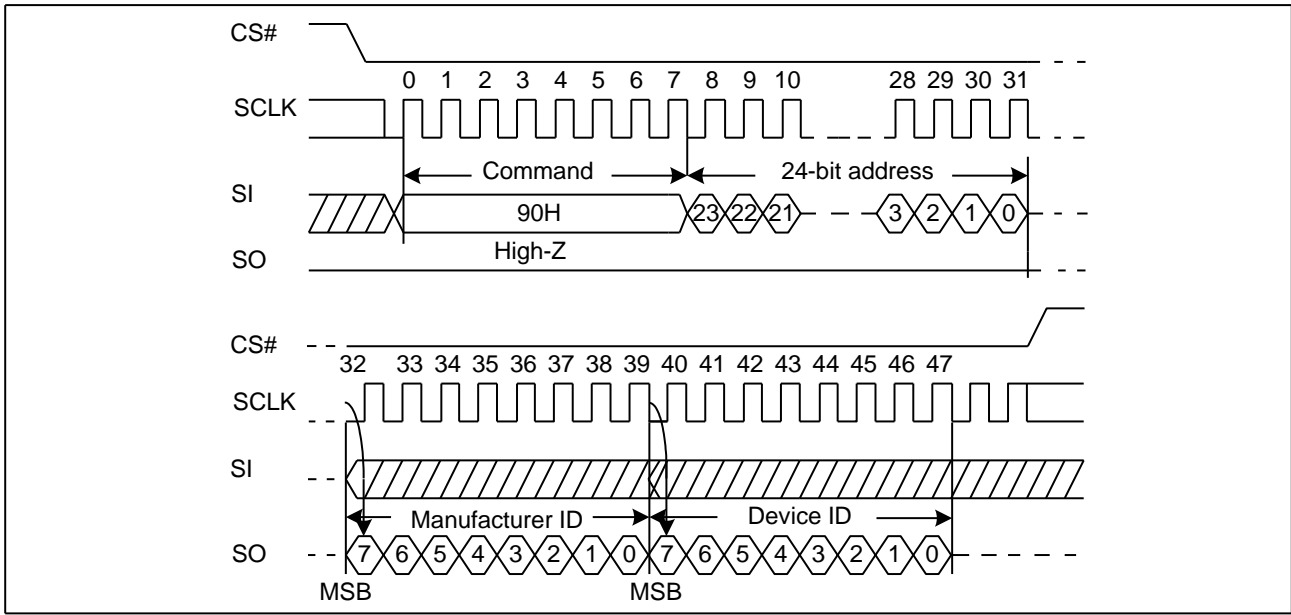 CS#
0 1 2 3 4 5 6 7 8 9 10 28 29 30 31
SCLK
Command 24-bit address
SI
90H 23 22 21 3 2 1 0
High-Z
SO
CS#
32 33 34 35 36 37 38 39 40 41 42 43 44 45 46 47
SCLK
SI
Manufacturer ID Device ID
SO 7 6 5 4 3 2 1 0 7 6 5 4 3 2 1 0
MSB MSB